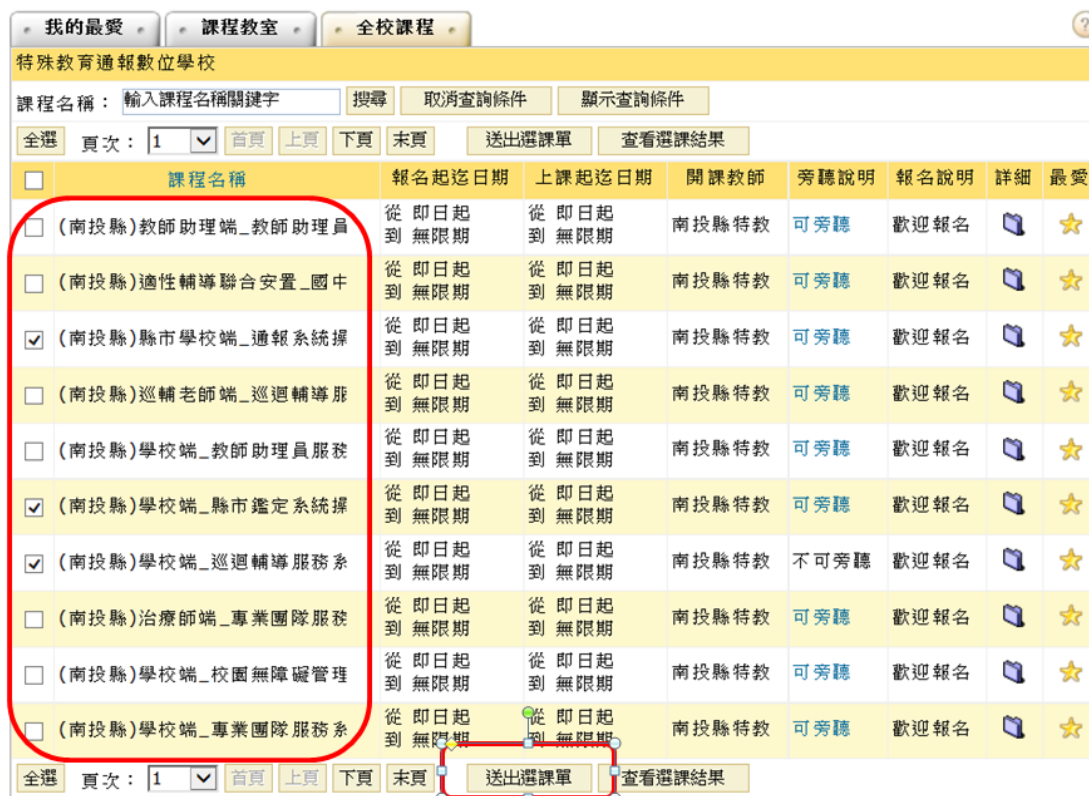 我的最愛 課程教室 全校課程 ?
特殊教育通報數位學校
課程名稱： 輸入課程名稱關鍵字 搜尋 取消查詢條件 顯示查詢條件
全選 頁次： 1 首頁 上頁 下頁 末頁 送出選課單 查看選課結果
課程名稱 報名起迄日期 上課起迄日期 開課教師 旁聽說明 報名說明 詳細 最愛
(南投縣)教師助理端_教師助理員 從 即日起 到 無限期 從 即日起 到 無限期 南投縣特教 可旁聽 歡迎報名
(南投縣)適性輔導聯合安置_國中 從 即日起 到 無限期 從 即日起 到 無限期 南投縣特教 可旁聽 歡迎報名
(南投縣)縣市學校端_通報系統操 從 即日起 到 無限期 從 即日起 到 無限期 南投縣特教 可旁聽 歡迎報名
(南投縣)巡輔老師端_巡迴輔導服 從 即日起 到 無限期 從 即日起 到 無限期 南投縣特教 可旁聽 歡迎報名
(南投縣)學校端_教師助理員服務 從 即日起 到 無限期 從 即日起 到 無限期 南投縣特教 可旁聽 歡迎報名
(南投縣)學校端_縣市鑑定系統操 從 即日起 到 無限期 從 即日起 到 無限期 南投縣特教 可旁聽 歡迎報名
(南投縣)學校端_巡迴輔導服務系 從 即日起 到 無限期 從 即日起 到 無限期 南投縣特教 不可旁聽 歡迎報名
(南投縣)治療師端_專業團隊服務 從 即日起 到 無限期 從 即日起 到 無限期 南投縣特教 可旁聽 歡迎報名
(南投縣)學校端_校園無障礙管理 從 即日起 到 無限期 從 即日起 到 無限期 南投縣特教 可旁聽 歡迎報名
(南投縣)學校端_專業團隊服務系 從 即日起 到 無限期 從 即日起 到 無限期 南投縣特教 可旁聽 歡迎報名
全選 頁次： 1 首頁 上頁 下頁 末頁 送出選課單 查看選課結果